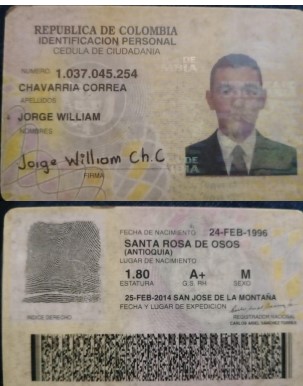 REPUBLICA DE COLOMBIA
IDENTIFICACION PERSONAL
CEDULA DE CIUDADANIA
NUMERO 1.037.045.254
CHAVARRIA CORREA
APELLIDOS
JORGE WILLIAM
NOMBRES
Jorge William Ch.C
FIRMA
FECHA DE NACIMIENTO 24-FEB-1996
SANTA ROSA DE OSOS
(ANTIOQUIA)
LUGAR DE NACIMIENTO
1.80 A+ M
ESTATURA G.S. RH SEXO
25-FEB-2014 SAN JOSE DE LA MONTAÑA
FECHA Y LUGAR DE EXPEDICION
INDICE DERECHO
REGISTRADOR NACIONAL